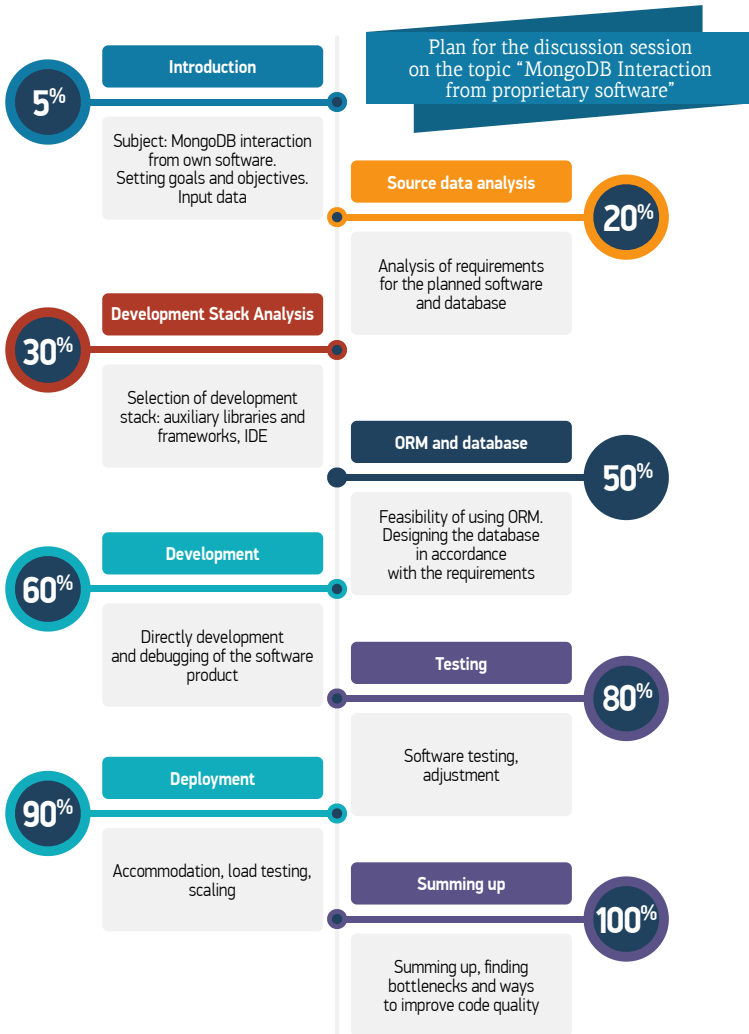 Plan for the discussion session
on the topic “MongoDB Interaction
from proprietary software”
Introduction
5%
Subject: MongoDB interaction
from own software.
Setting goals and objectives.
Input data
Source data analysis
20%
Analysis of requirements
for the planned software
and database
Development Stack Analysis
30%
Selection of development
stack: auxiliary libraries and
frameworks, IDE
ORM and database
50%
Feasibility of using ORM.
Designing the database
in accordance
with the requirements
Development
60%
Directly development
and debugging of the software
product
Testing
80%
Software testing,
adjustment
Deployment
90%
Accommodation, load testing,
scaling
Summing up
100%
Summing up, finding
bottlenecks and ways
to improve code quality